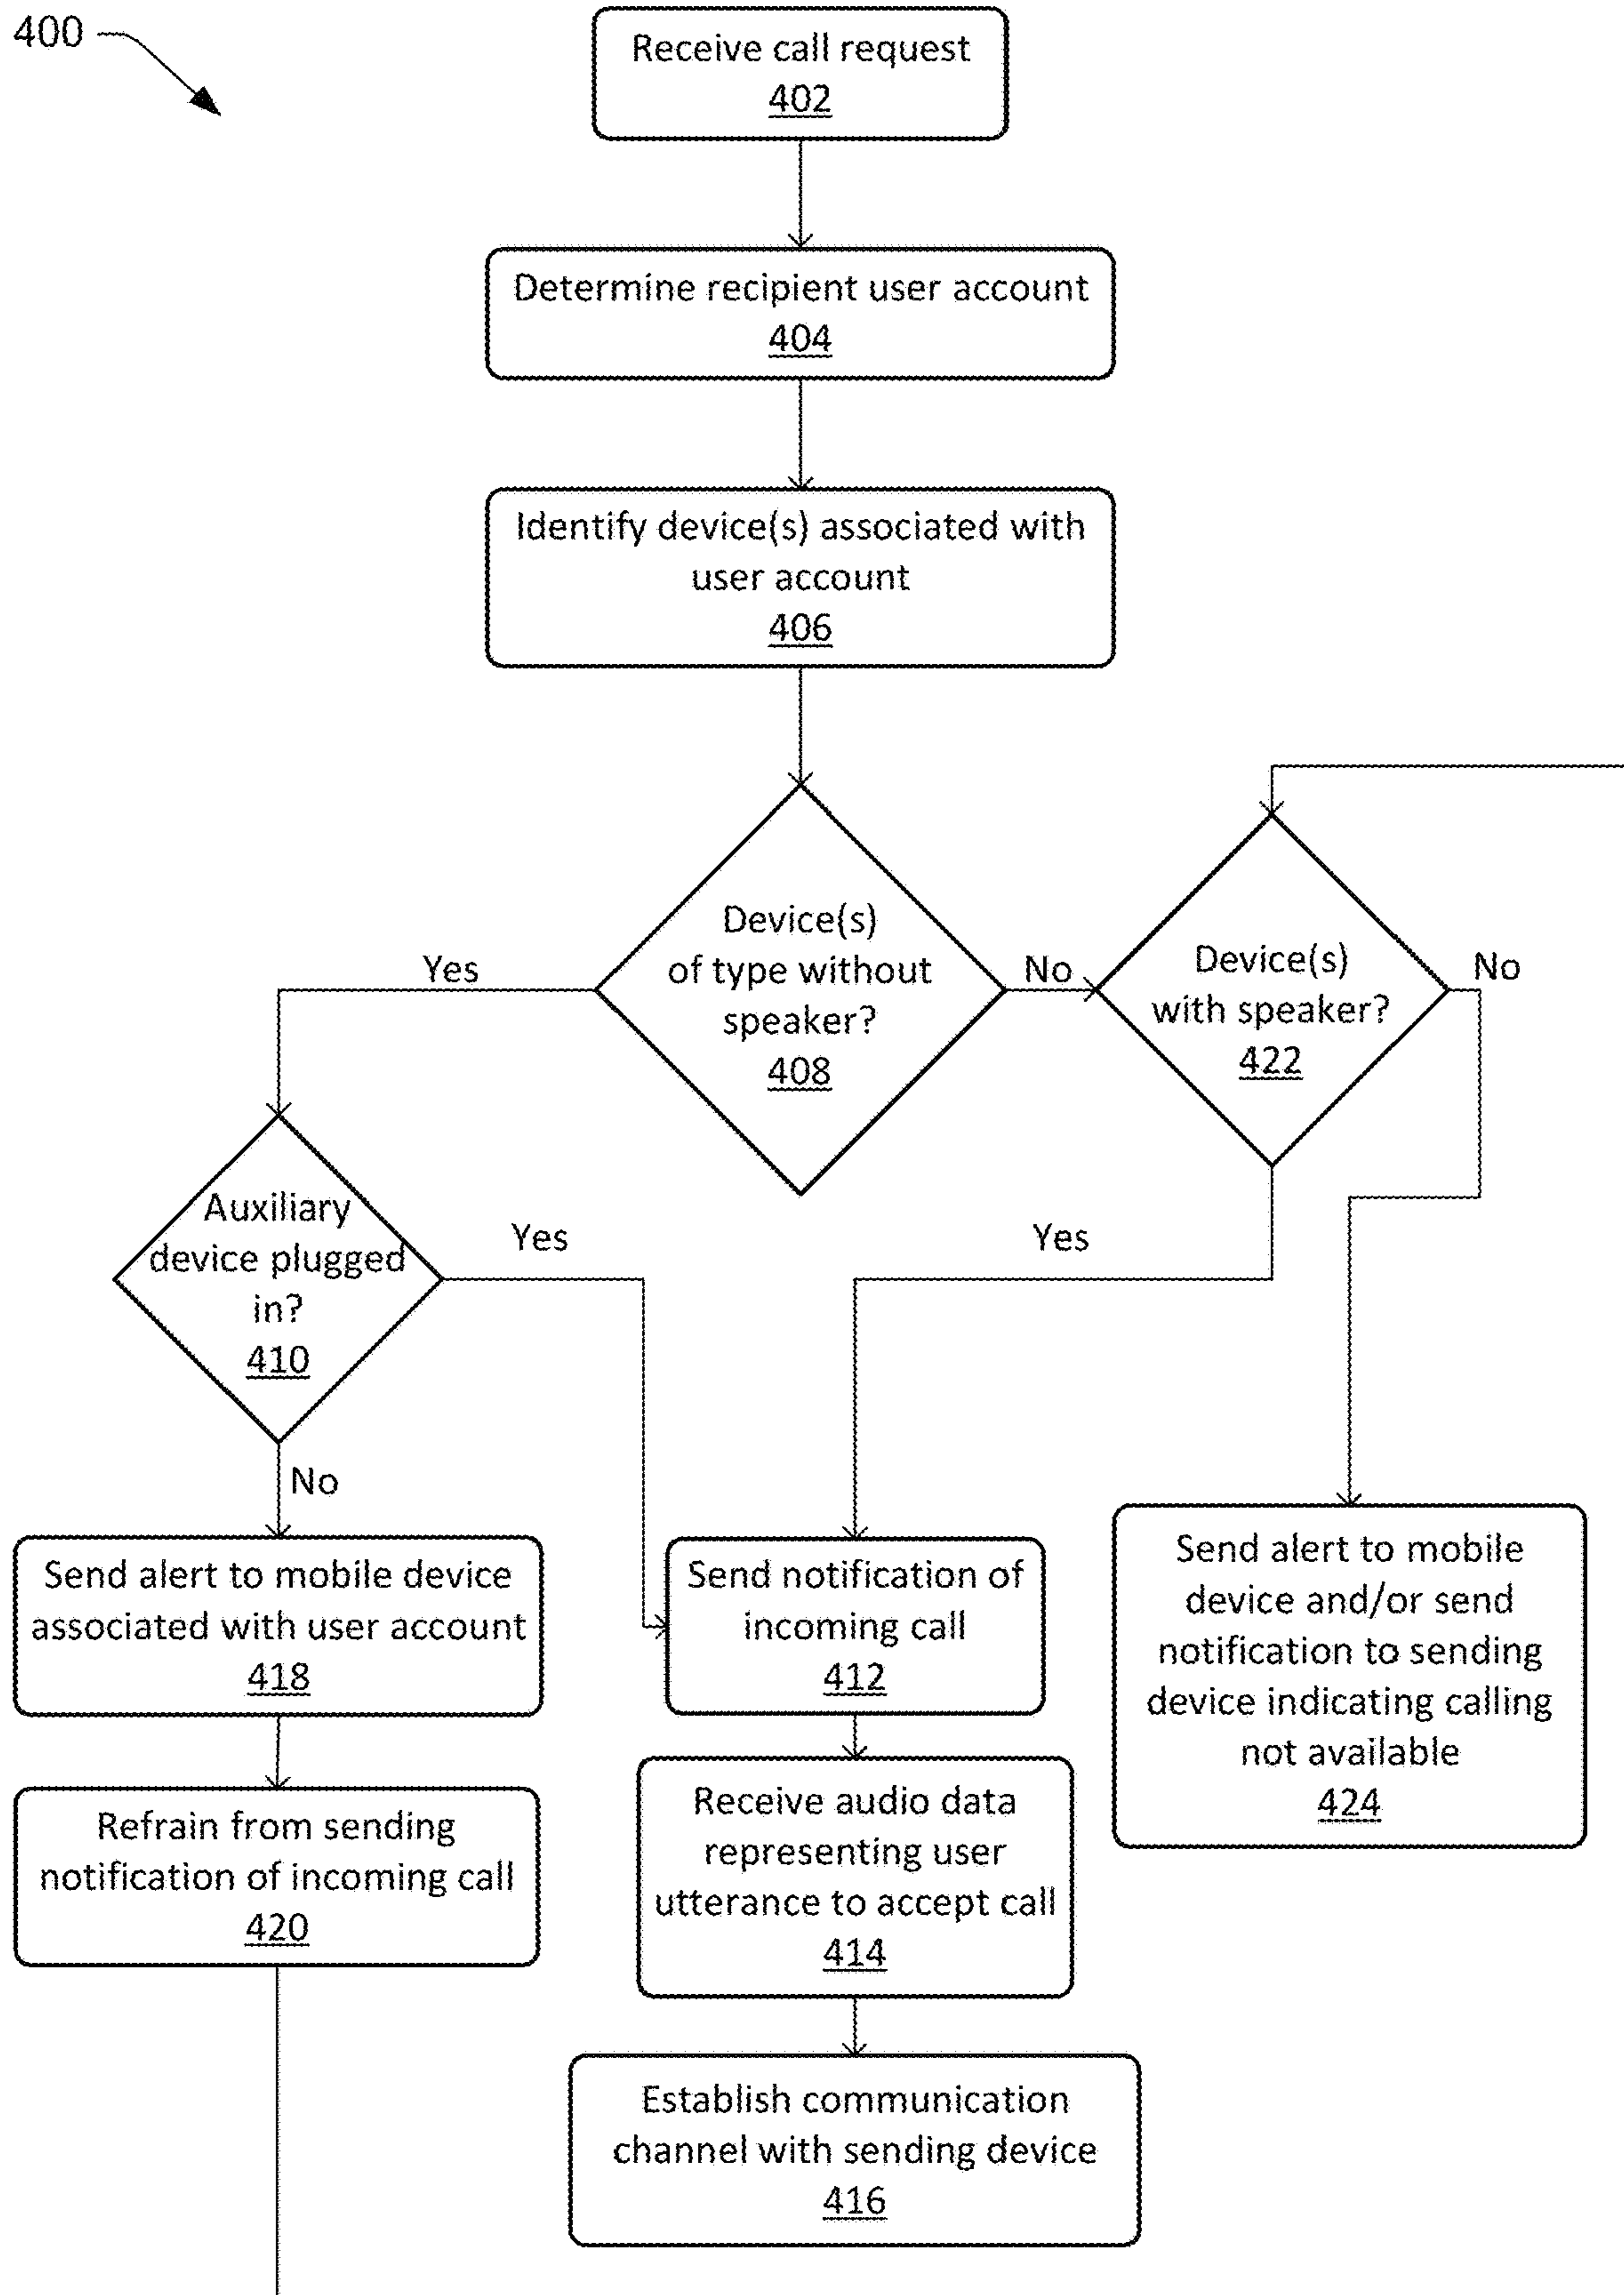 400
Receive call request
402
Determine recipient user account
404
Identify device(s) associated with
user account
406
Device(s)
of type without
speaker?
408
Yes
No
Device(s)
with speaker?
422
No
Yes
Auxiliary
device plugged
in?
410
Yes
No
Send alert to mobile device
associated with user account
418
Refrain from sending
notification of incoming call
420
Send notification of
incoming call
412
Receive audio data
representing user
utterance to accept call
414
Establish communication
channel with sending device
416
Send alert to mobile
device and/or send
notification to sending
device indicating calling
not available
424